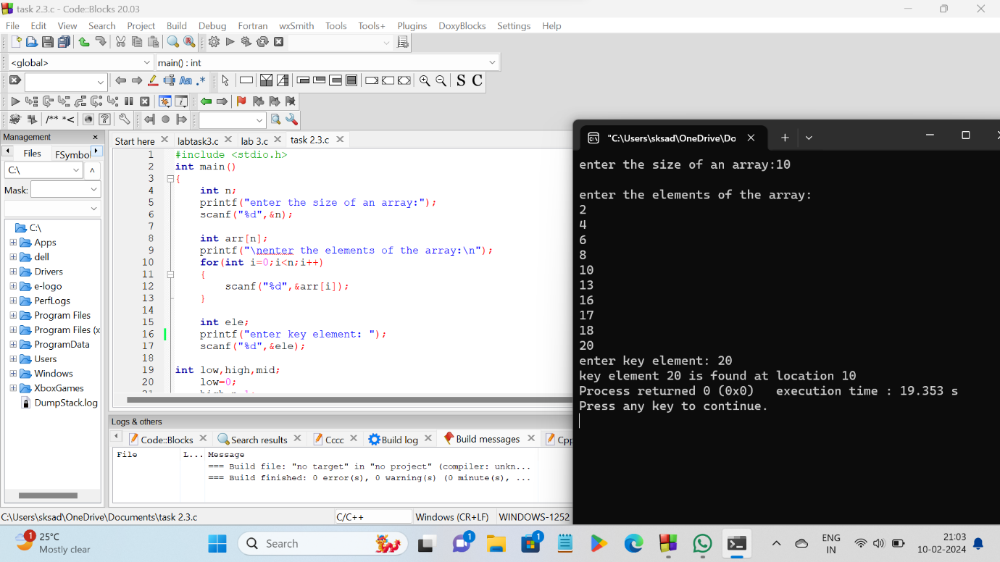 task 2.3.c - Code::Blocks 20.03
File Edit View Search Project Build Debug Fortran wxSmith Tools Tools+ Plugins DoxyBlocks Settings Help
<global> main() : int
S C
/** *<
Management
Files FSymbol
C:\
Mask:
C:\
Apps
dell
Drivers
e-logo
PerfLogs
Program Files
Program Files (x
ProgramData
Users
Windows
XboxGames
DumpStack.log
Start here labtask3.c lab 3.c task 2.3.c
1 #include <stdio.h>
2 int main()
3 {
4 int n;
5 printf("enter the size of an array:");
6 scanf("%d",&n);
7
8 int arr[n];
9 printf("\nenter the elements of the array:\n");
10 for(int i=0;i<n;i++)
11 {
12 scanf("%d",&arr[i]);
13 }
14
15 int ele;
16 printf("enter key element: ");
17 scanf("%d",&ele);
18
19 int low,high,mid;
20 low=0;
Logs & others
Code::Blocks Search results Cccc Build log Build messages Cpp
File L... Message
=== Build file: "no target" in "no project" (compiler: unkn...
=== Build finished: 0 error(s), 0 warning(s) (0 minute(s), ...
C:\Users\sksad\OneDrive\Documents\task 2.3.c C/C++ Windows (CR+LF) WINDOWS-1252
"C:\Users\sksad\OneDrive\Do
enter the size of an array:10
enter the elements of the array:
2
4
6
8
10
13
16
17
18
20
enter key element: 20
key element 20 is found at location 10
Process returned 0 (0x0) execution time : 19.353 s
Press any key to continue.
1
25°C
Mostly clear
Search
1
1
ENG
IN
21:03
10-02-2024